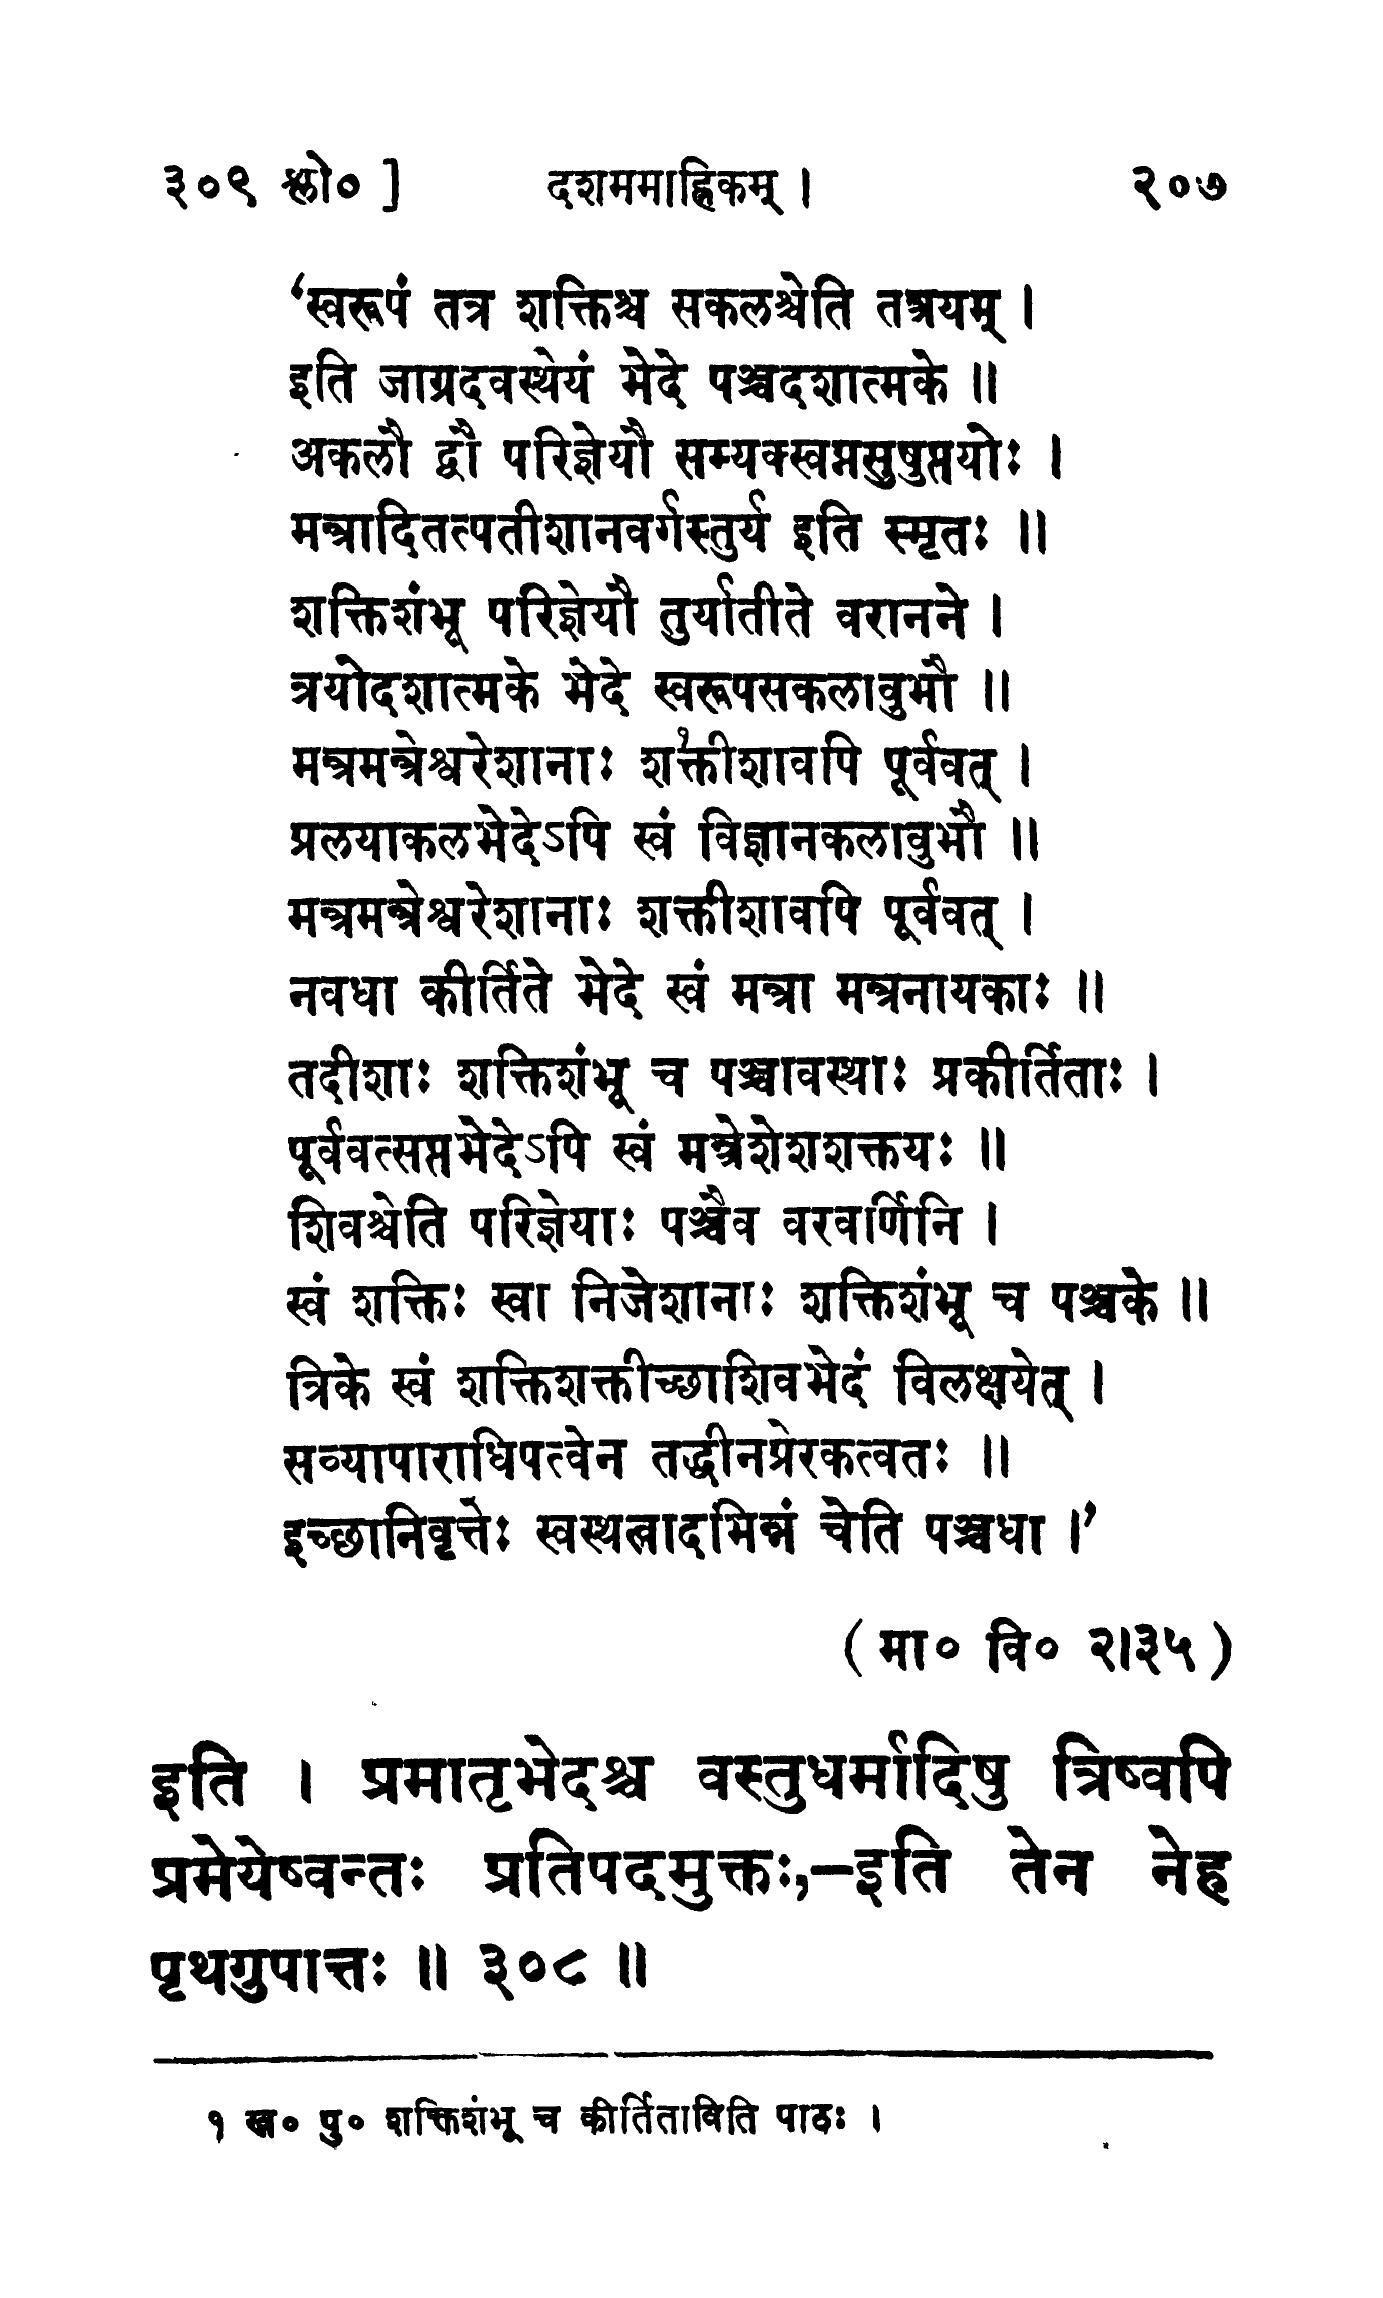 ३०९ श्लो० ] दशममाह्निकम् । २०७
‘स्वरूपं तत्र शक्तिश्च सकलश्चेति तत्रयम् ।
इति जाग्रदवस्थेयं भेदे पञ्चदशात्मके ॥
अकलौ द्वौ परिज्ञेयौ सम्यक्स्वप्नसुषुप्तयोः ।
मन्त्रादितत्पतीशानवर्गस्तुर्य इति स्मृतः ॥
शक्तिशंभू परिज्ञेयौ तुर्यातीते वरानने ।
त्रयोदशात्मके भेदे स्वरूपसकलावुभौ ॥
मन्त्रमन्त्रेश्वरेशानाः शक्तीशावपि१ पूर्ववत् ।
प्रलयाकलभेदेऽपि स्वं विज्ञानकलावुभौ ॥
मन्त्रमन्त्रेश्वरेशानाः शक्तीशावपि पूर्ववत् ।
नवधा कीर्तिते भेदे स्वं मन्त्रा मन्त्रनायकाः ॥
तदीशाः शक्तिशंभू च पञ्चावस्थाः प्रकीर्तिताः ।
पूर्ववत्सप्तभेदेऽपि स्वं मन्त्रेशेशशक्तयः ॥
शिवश्चेति परिज्ञेयाः पञ्चैव वरवर्णिनि ।
स्वं शक्तिः स्वा निजेशानाः शक्तिशंभू च पञ्चके ॥
त्रिके स्वं शक्तिशक्तीच्छाशिवभेदं विलक्षयेत् ।
सव्यापाराधिपत्वेन तद्धीनप्रेरकत्वतः ॥
इच्छानिवृत्तेः स्वस्थत्वादभिन्नं चेति पञ्चधा ।’
( मा० वि० २।३५ )
इति । प्रमातृभेदश्च वस्तुधर्मादिषु त्रिष्वपि
प्रमेयेष्वन्तः प्रतिपदमुक्तः,—इति तेन नेह
पृथगुपात्तः ॥ ३०८ ॥
१ ख० पु० शक्तिशंभू च कीर्तिताविति पाठः ।